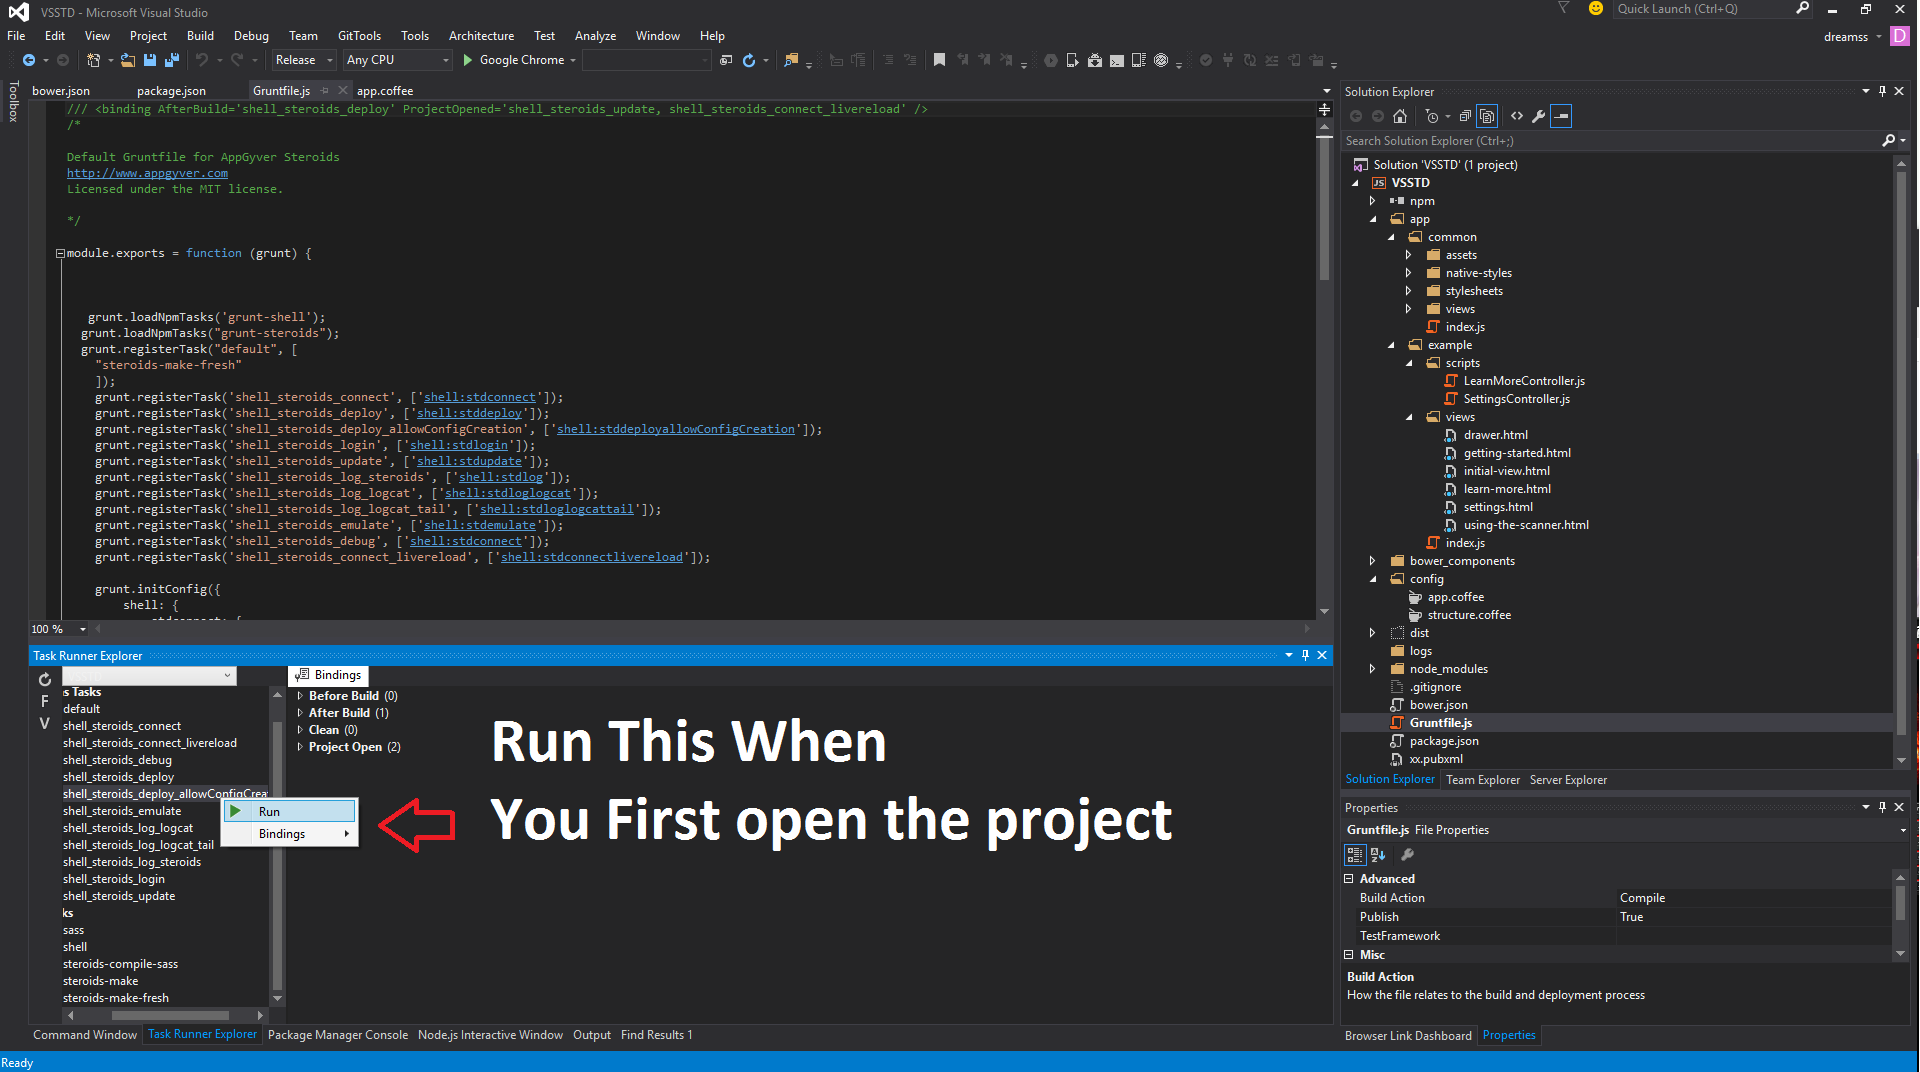 VSSTD - Microsoft Visual Studio
Quick Launch (Ctrl+Q)
File Edit View Project Build Debug Team GitTools Tools Architecture Test Analyze Window Help
dreamss D
Release Any CPU Google Chrome
Toolbox
bower.json package.json Gruntfile.js app.coffee
/// <binding AfterBuild='shell_steroids_deploy' ProjectOpened='shell_steroids_update, shell_steroids_connect_livereload' />
/*
Default Gruntfile for AppGyver Steroids
http://www.appgyver.com
Licensed under the MIT license.
*/
module.exports = function (grunt) {
grunt.loadNpmTasks('grunt-shell');
grunt.loadNpmTasks("grunt-steroids");
grunt.registerTask("default", [
"steroids-make-fresh"
]);
grunt.registerTask('shell_steroids_connect', ['shell:stdconnect']);
grunt.registerTask('shell_steroids_deploy', ['shell:stddeploy']);
grunt.registerTask('shell_steroids_deploy_allowConfigCreation', ['shell:stddeployallowConfigCreation']);
grunt.registerTask('shell_steroids_login', ['shell:stdlogin']);
grunt.registerTask('shell_steroids_update', ['shell:stdupdate']);
grunt.registerTask('shell_steroids_log_steroids', ['shell:stdlog']);
grunt.registerTask('shell_steroids_log_logcat', ['shell:stdloglogcat']);
grunt.registerTask('shell_steroids_log_logcat_tail', ['shell:stdloglogcattail']);
grunt.registerTask('shell_steroids_emulate', ['shell:stdemulate']);
grunt.registerTask('shell_steroids_debug', ['shell:stdconnect']);
grunt.registerTask('shell_steroids_connect_livereload', ['shell:stdconnectlivereload']);
grunt.initConfig({
shell: {
100 %
Task Runner Explorer
F
V
s Tasks
default
shell_steroids_connect
shell_steroids_connect_livereload
shell_steroids_debug
shell_steroids_deploy
shell_steroids_deploy_allowConfigCrea
shell_steroids_emulate
shell_steroids_log_logcat
shell_steroids_log_logcat_tail
shell_steroids_log_steroids
shell_steroids_login
shell_steroids_update
ks
sass
shell
steroids-compile-sass
steroids-make
steroids-make-fresh
Run
Bindings
Bindings
Before Build (0)
After Build (1)
Clean (0)
Project Open (2)
Run This When
You First open the project
Command Window Task Runner Explorer Package Manager Console Node.js Interactive Window Output Find Results 1
Ready
Solution Explorer
Search Solution Explorer (Ctrl+;)
Solution 'VSSTD' (1 project)
JS VSSTD
npm
app
common
assets
native-styles
stylesheets
views
index.js
example
scripts
LearnMoreController.js
SettingsController.js
views
drawer.html
getting-started.html
initial-view.html
learn-more.html
settings.html
using-the-scanner.html
index.js
bower_components
config
app.coffee
structure.coffee
dist
logs
node_modules
.gitignore
bower.json
Gruntfile.js
package.json
xx.pubxml
Solution Explorer Team Explorer Server Explorer
Properties
Gruntfile.js File Properties
Advanced
Build Action Compile
Publish True
TestFramework
Misc
Build Action
How the file relates to the build and deployment process
Browser Link Dashboard Properties